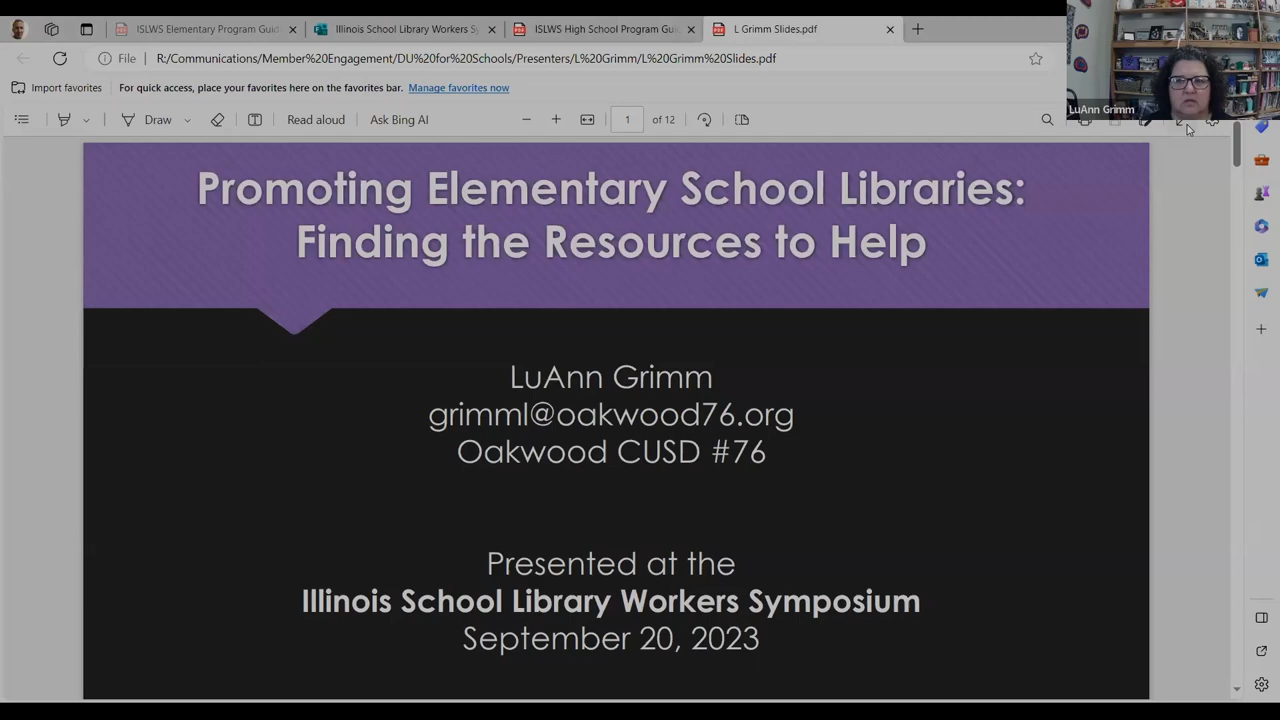 ISLWS Elementary Program Guid
Illinois School Library Workers Sy
ISLWS High School Program Guid
L Grimm Slides.pdf
File
R:/Communications/Member%20Engagement/DU%20for%20Schools/Presenters/L%20Grimm/L%20Grimm%20Slides.pdf
Import favorites
For quick access, place your favorites here on the favorites bar. Manage favorites now
Draw
Read aloud
Ask Bing
1
of 12
LuAnn Grimm
Promoting Elementary School Libraries:
Finding the Resources to Help
LuAnn Grimm
grimml@oakwood76.org
Oakwood CUSD #76
Presented at the
Illinois School Library Workers Symposium
September 20, 2023